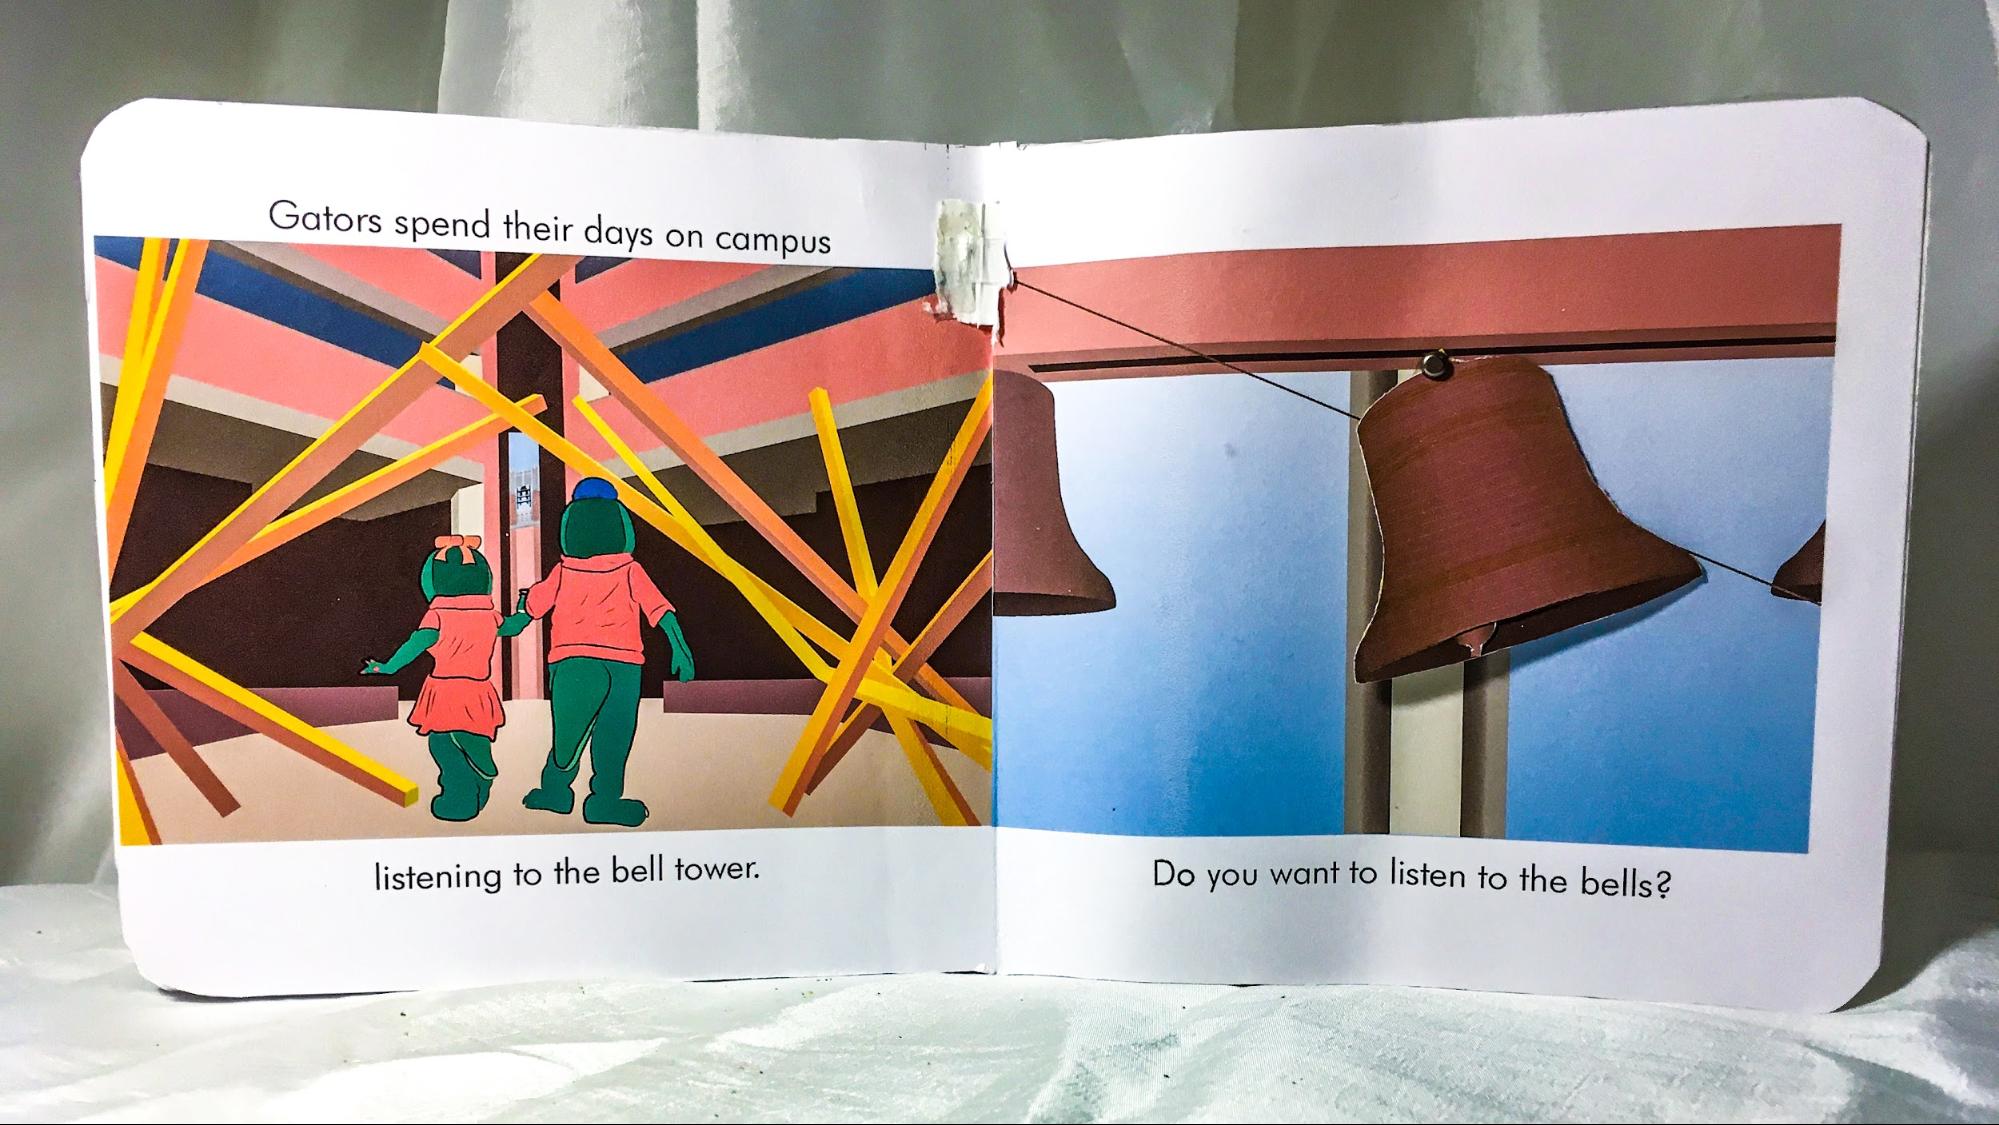 Gators spend their days on campus
listening to the bell tower.
Do you want to listen to the bells?